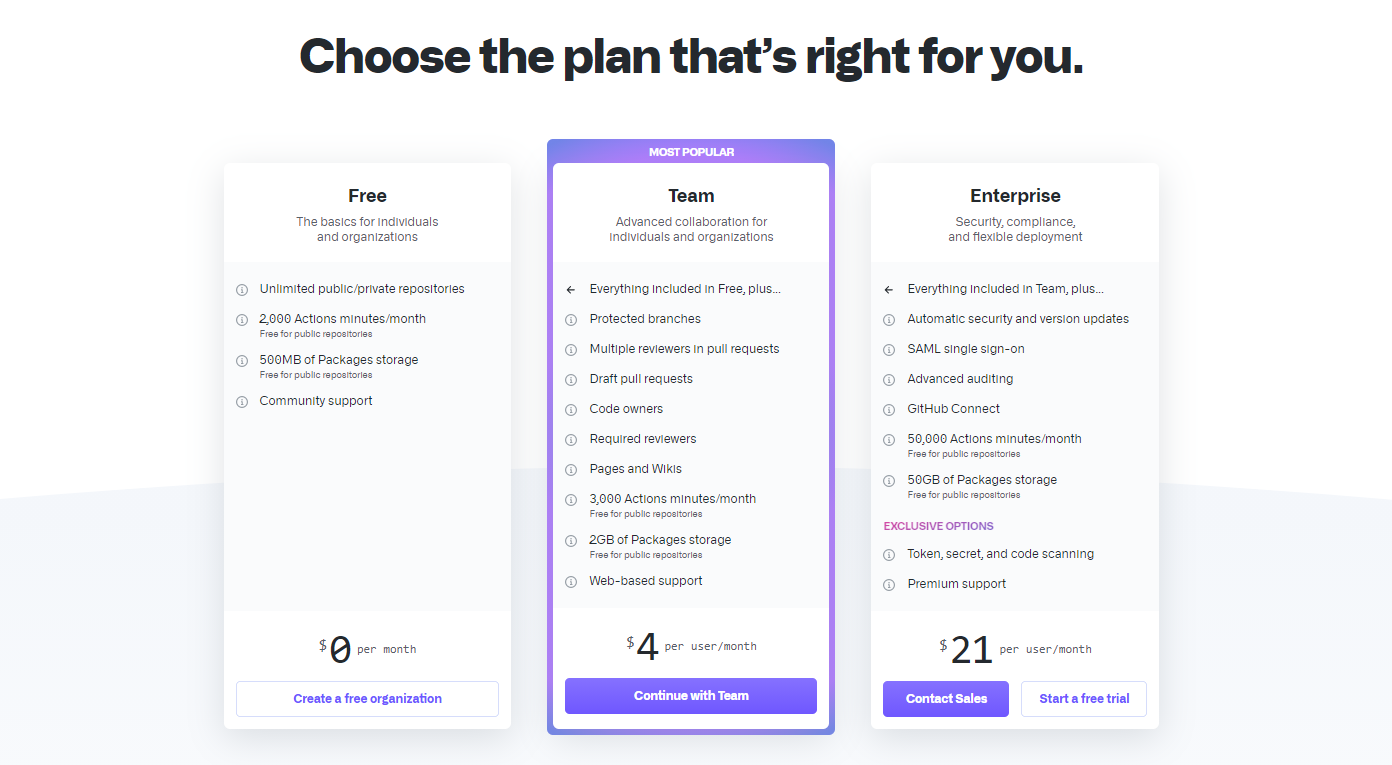 Choose the plan that’s right for you.
Free
The basics for individuals
and organizations
Unlimited public/private repositories
2,000 Actions minutes/month
Free for public repositories
500MB of Packages storage
Free for public repositories
Community support
$0 per month
Create a free organization
MOST POPULAR
Team
Advanced collaboration for
individuals and organizations
Everything included in Free, plus...
Protected branches
Multiple reviewers in pull requests
Draft pull requests
Code owners
Required reviewers
Pages and Wikis
3,000 Actions minutes/month
Free for public repositories
2GB of Packages storage
Free for public repositories
Web-based support
$4 per user/month
Continue with Team
Enterprise
Security, compliance,
and flexible deployment
Everything included in Team, plus...
Automatic security and version updates
SAML single sign-on
Advanced auditing
GitHub Connect
50,000 Actions minutes/month
Free for public repositories
50GB of Packages storage
Free for public repositories
EXCLUSIVE OPTIONS
Token, secret, and code scanning
Premium support
$21 per user/month
Contact Sales
Start a free trial